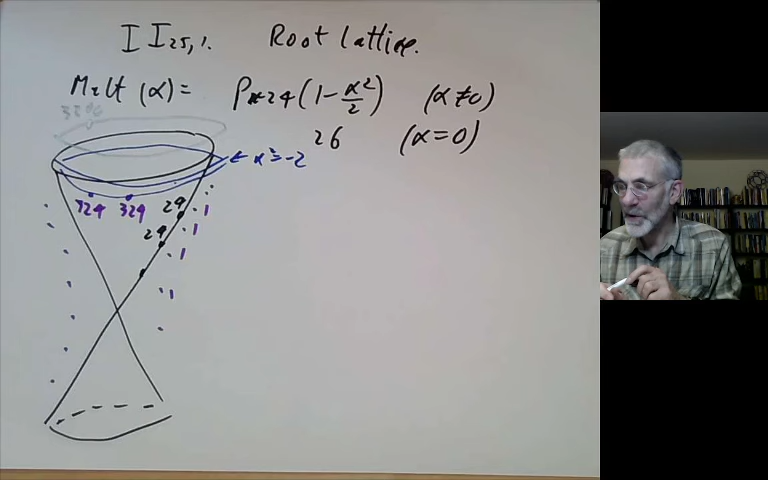 II25,1. Root lattice.
Mult (α) = P24(1 - α²/2) (α≠0)
26 (α=0)
← α²=-2
324 324 24 1
24 1
1
1